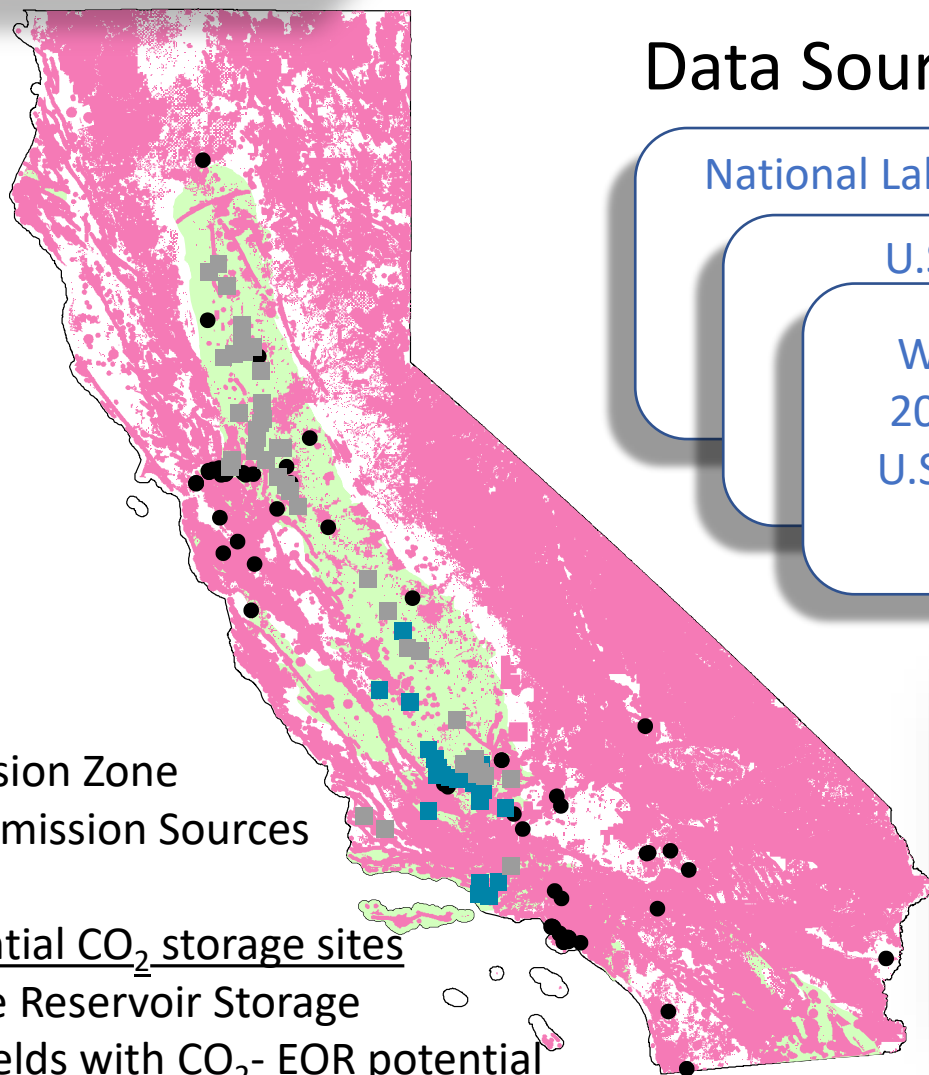 Data Sour
National La
U.S
W
20
U.S
sion Zone
mission Sources
tial CO₂ storage sites
e Reservoir Storage
elds with CO₂- EOR potential